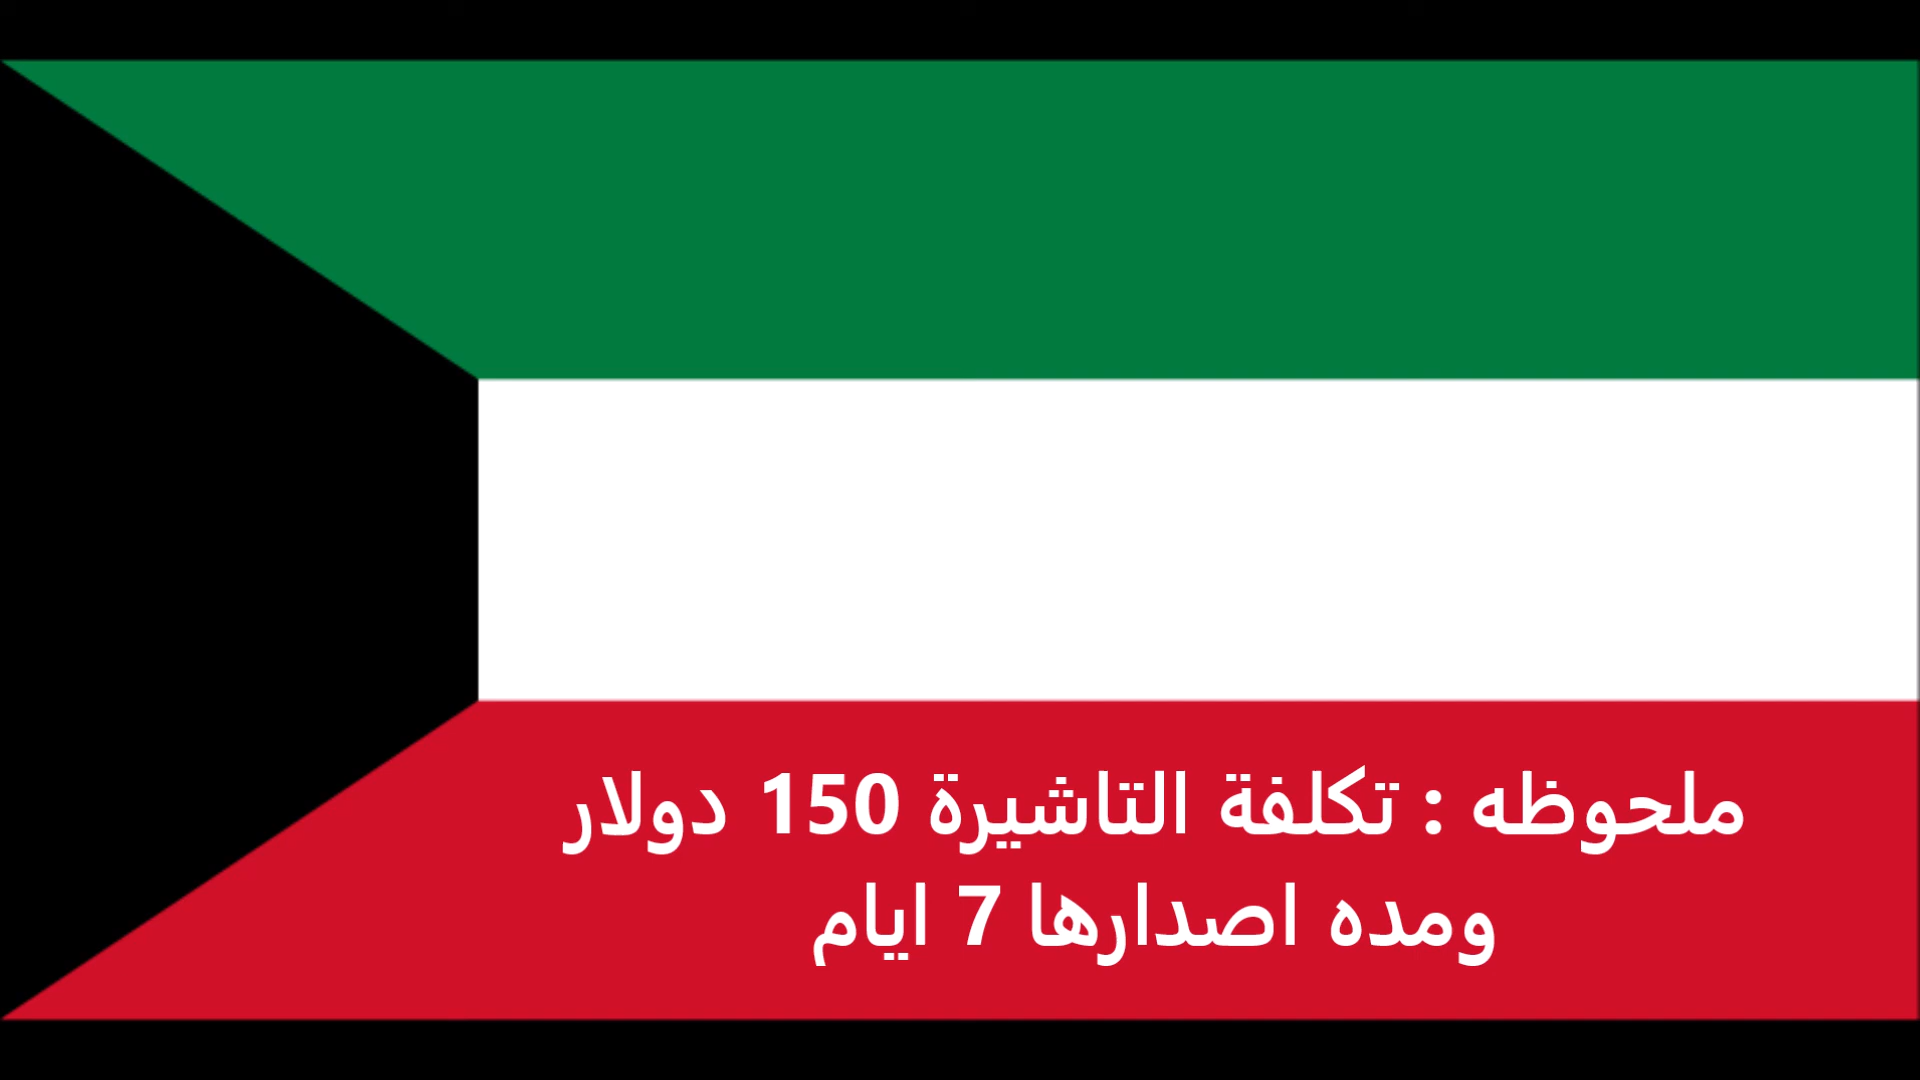 ملحوظه : تكلفة التاشيرة 150 دولار
ومده اصدارها 7 ايام